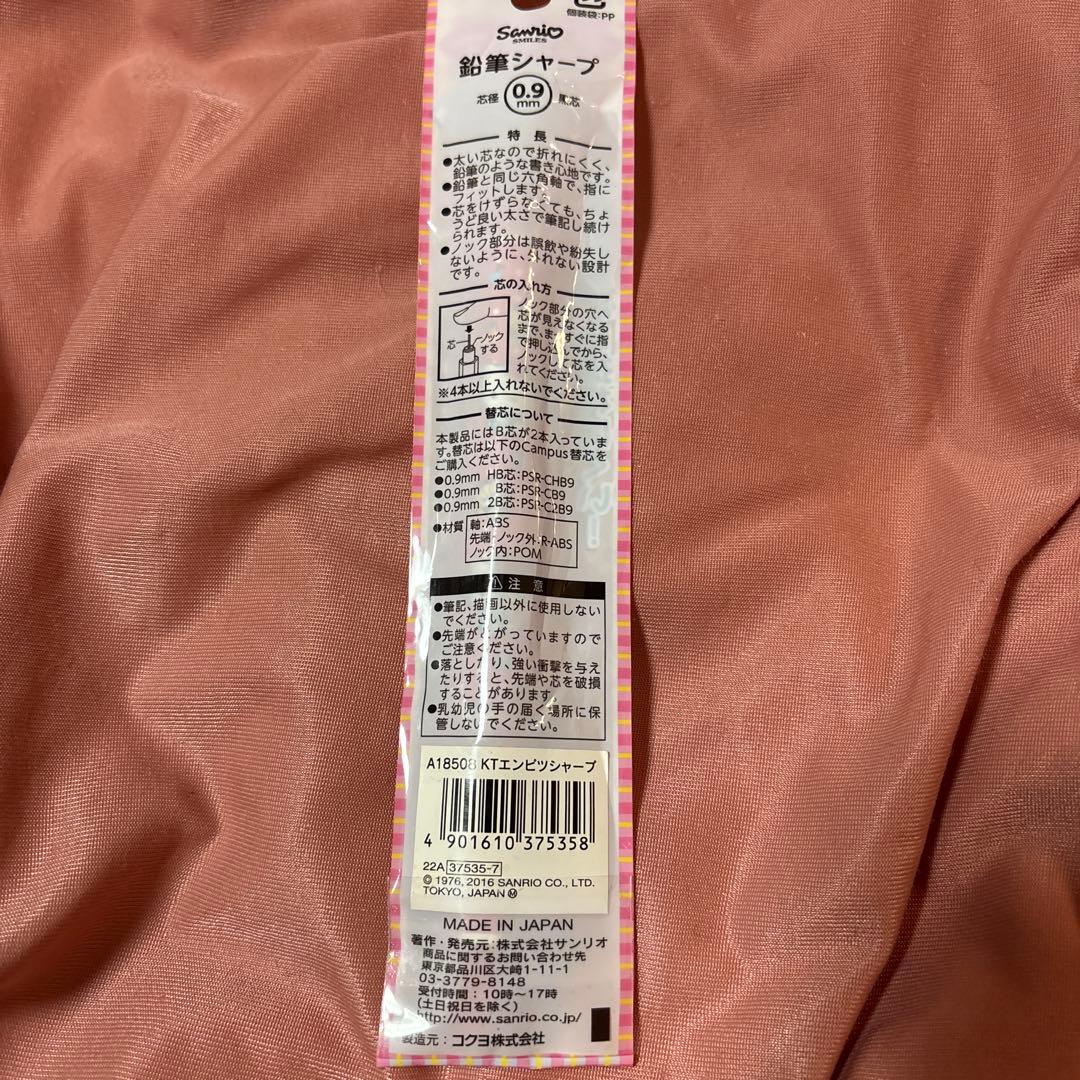 個装袋:PP
Sanrio
SMILES
鉛筆シャープ
芯径 0.9 mm 黒芯
特長
●太い芯なので折れにくく、
鉛筆のような書き心地です。
●鉛筆と同じ六角軸で、指に
フィットします。
●芯をけずらなくても、ちょ
うど良い太さで筆記し続け
られます。
●ノック部分は誤飲や紛失し
ないように、外れない設計
です。
芯の入れ方
芯
ノック
する
ノック部分の穴へ
芯が見えなくなる
まで、まっすぐに指
で押し込んでから、
ノックして芯を入
れてください。
※4本以上入れないでください。
替芯について
本製品にはB芯が2本入っていま
す。替芯は以下のCampus替芯を
ご購入ください。
●0.9mm HB芯:PSR-CHB9
●0.9mm B芯:PSR-CB9
●0.9mm 2B芯:PSR-C2B9
●材質 軸:ABS
先端・ノック外:R-ABS
ノック内:POM
⚠注意
●筆記、描画以外に使用しない
でください。
●先端がとがっていますので
ご注意ください。
●落としたり、強い衝撃を与え
たりすると、先端や芯を破損
することがあります。
●乳幼児の手の届く場所に保
管しないでください。
A18508 KTエンピツシャープ
4 901610 375358
22A 37535-7
© 1976, 2016 SANRIO CO., LTD.
TOKYO, JAPAN Ⓜ
MADE IN JAPAN
著作・発売元:株式会社サンリオ
商品に関するお問い合わせ先
東京都品川区大崎1-11-1
03-3779-8148
受付時間:10時~17時
(土日祝日を除く)
http://www.sanrio.co.jp/
製造元:コクヨ株式会社